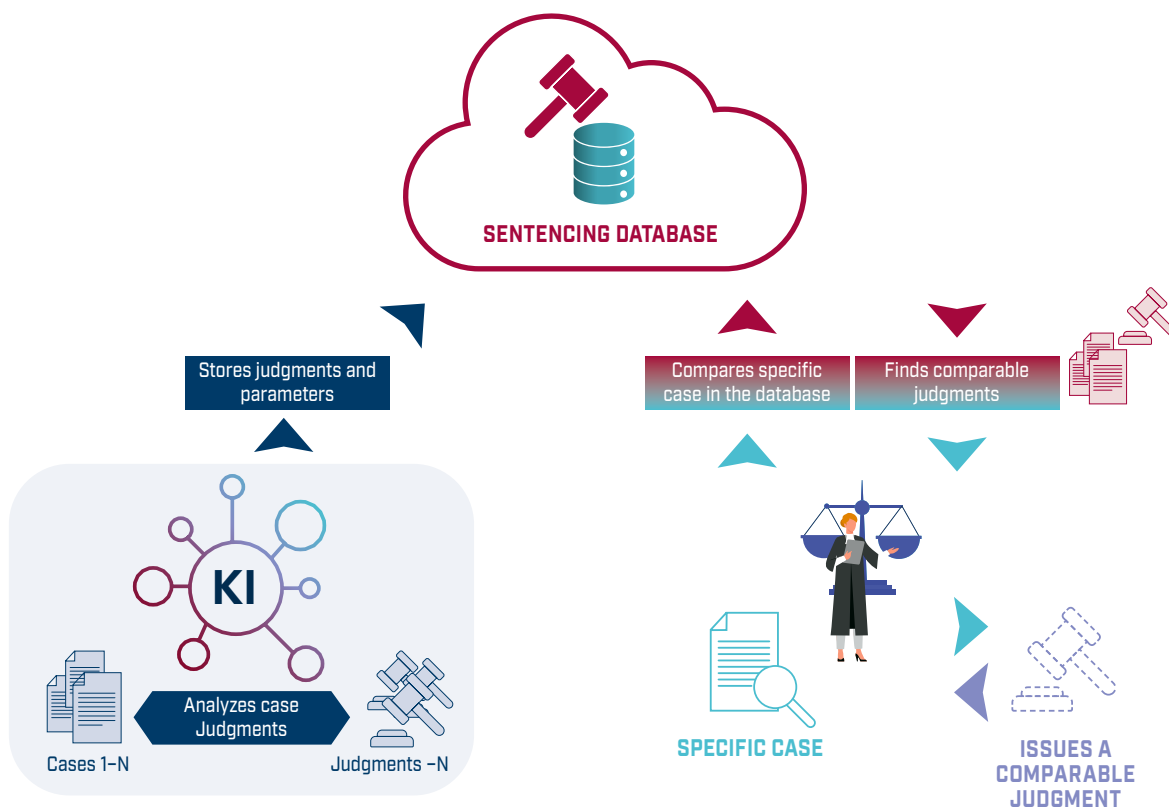 SENTENCING DATABASE
Stores judgments and
parameters
Compares specific
case in the database
Finds comparable
judgments
KI
Analyzes case
Judgments
Cases 1–N
Judgments –N
SPECIFIC CASE
ISSUES A
COMPARABLE
JUDGMENT